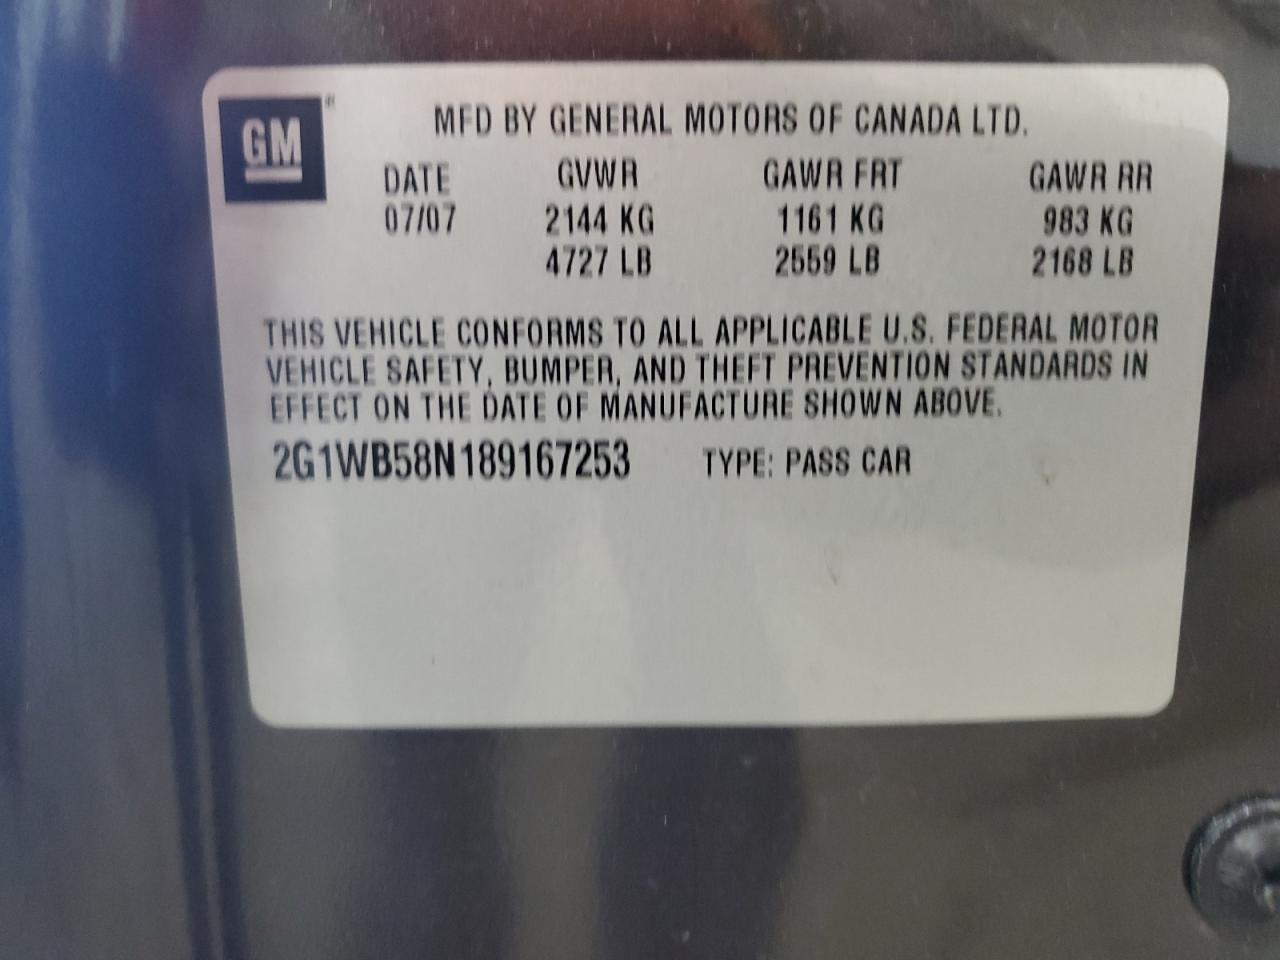 GM
MFD BY GENERAL MOTORS OF CANADA LTD.
DATE GVWR GAWR FRT GAWR RR
07/07 2144 KG 1161 KG 983 KG
4727 LB 2559 LB 2168 LB
THIS VEHICLE CONFORMS TO ALL APPLICABLE U.S. FEDERAL MOTOR
VEHICLE SAFETY, BUMPER, AND THEFT PREVENTION STANDARDS IN
EFFECT ON THE DATE OF MANUFACTURE SHOWN ABOVE.
2G1WB58N189167253 TYPE: PASS CAR